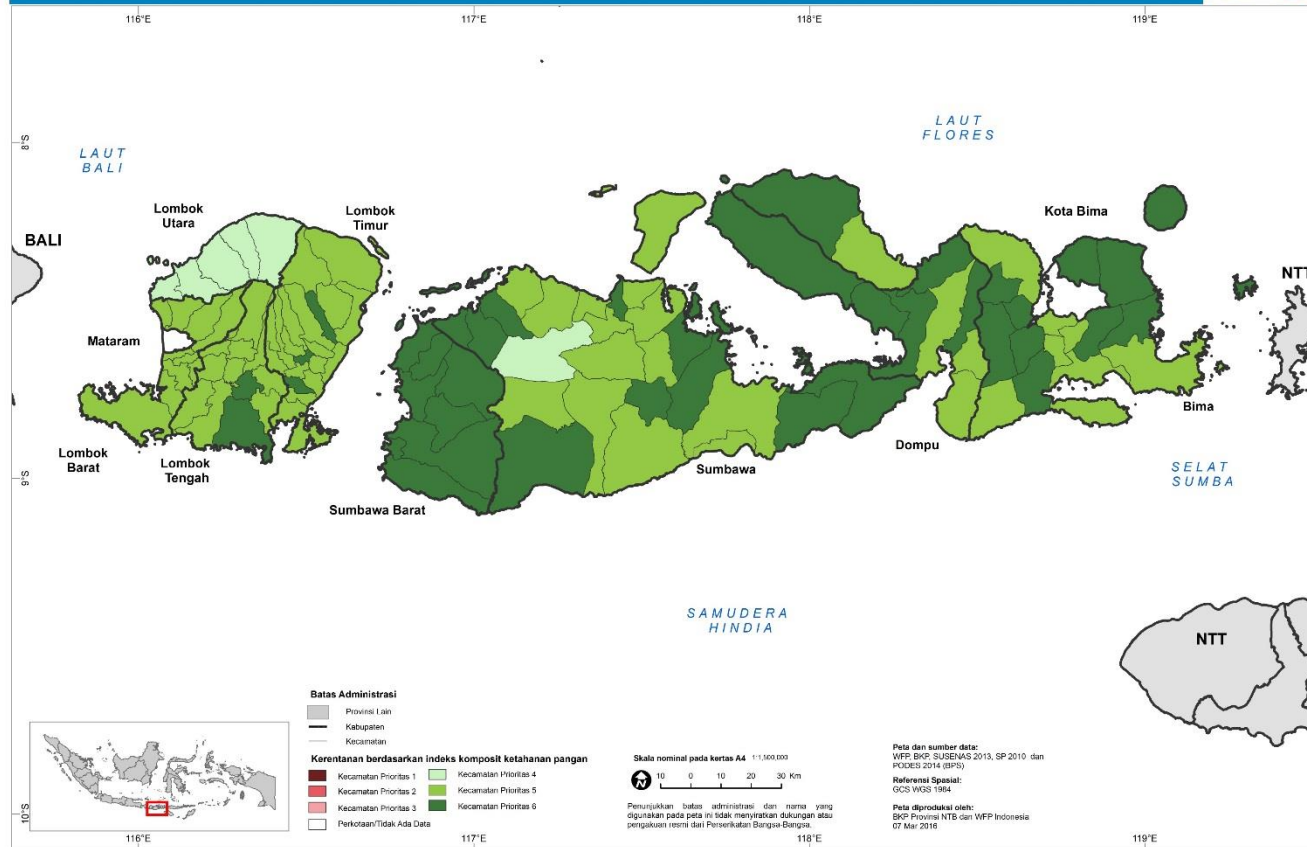 116°E
117°E
118°E
119°E
8°S
LAUT
BALI
LAUT
FLORES
Lombok
Utara
Lombok
Timur
Kota Bima
BALI
NTT
Mataram
Lombok
Barat
Lombok
Tengah
Sumbawa Barat
Sumbawa
Dompu
Bima
9°S
SELAT
SUMBA
SAMUDERA
HINDIA
NTT
Batas Administrasi
Provinsi Lain
Kabupaten
Kecamatan
Kerentanan berdasarkan indeks komposit ketahanan pangan
Kecamatan Prioritas 1
Kecamatan Prioritas 2
Kecamatan Prioritas 3
Perkotaan/Tidak Ada Data
Kecamatan Prioritas 4
Kecamatan Prioritas 5
Kecamatan Prioritas 6
Skala nominal pada kertas A4 1:1,500,000
N
10 0 10 20 30 Km
Penunjukkan batas administrasi dan nama yang
digunakan pada peta ini tidak menyiratkan dukungan atau
pengakuan resmi dari Perserikatan Bangsa-Bangsa.
Peta dan sumber data:
WFP, BKP, SUSENAS 2013, SP 2010 dan
PODES 2014 (BPS)
Referensi Spasial:
GCS WGS 1984
Peta diproduksi oleh:
BKP Provinsi NTB dan WFP Indonesia
07 Mar 2016
10°S
116°E
117°E
118°E
119°E